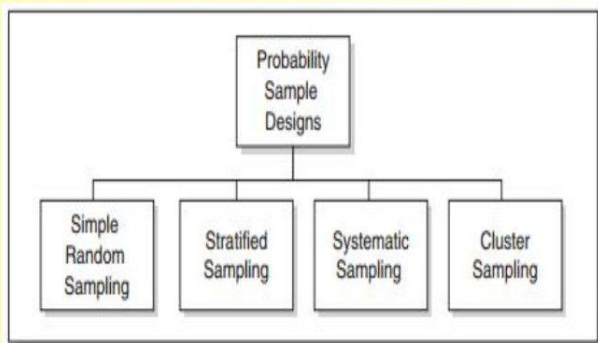 Probability
Sample
Designs
Simple
Random
Sampling
Stratified
Sampling
Systematic
Sampling
Cluster
Sampling